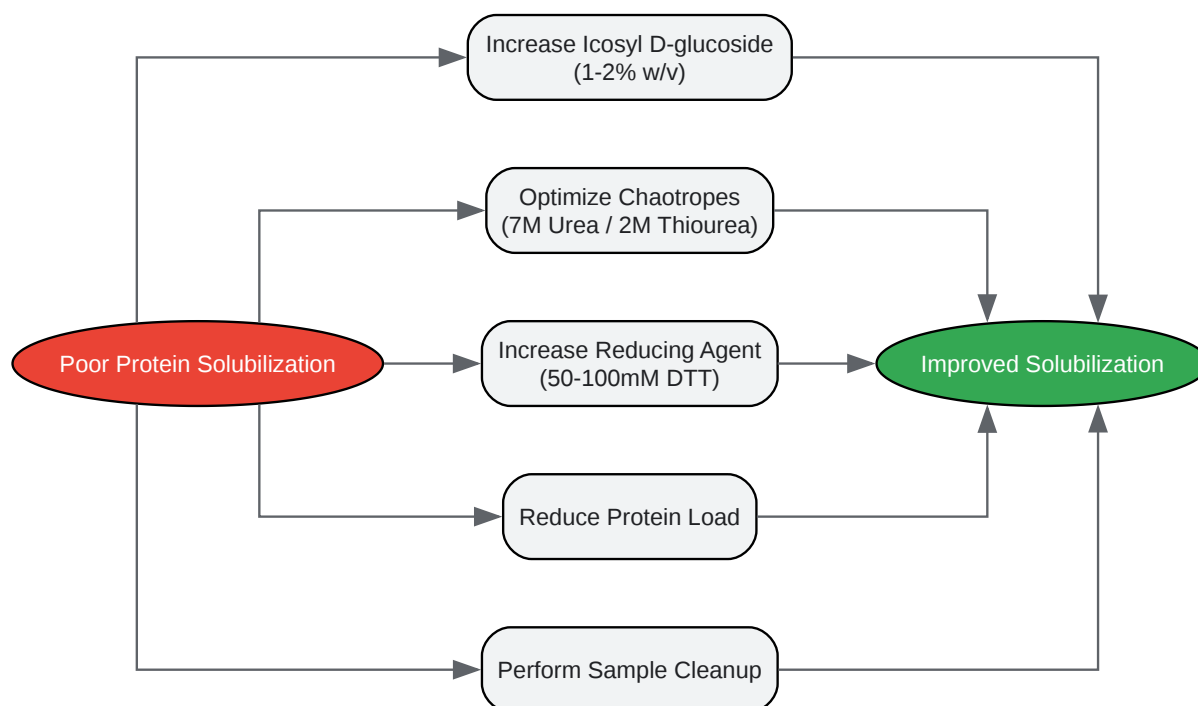 Increase Icosyl D-glucoside
(1-2% w/v)
Optimize Chaotropes
(7M Urea / 2M Thiourea)
Poor Protein Solubilization
Increase Reducing Agent
(50-100mM DTT)
Improved Solubilization
Reduce Protein Load
Perform Sample Cleanup